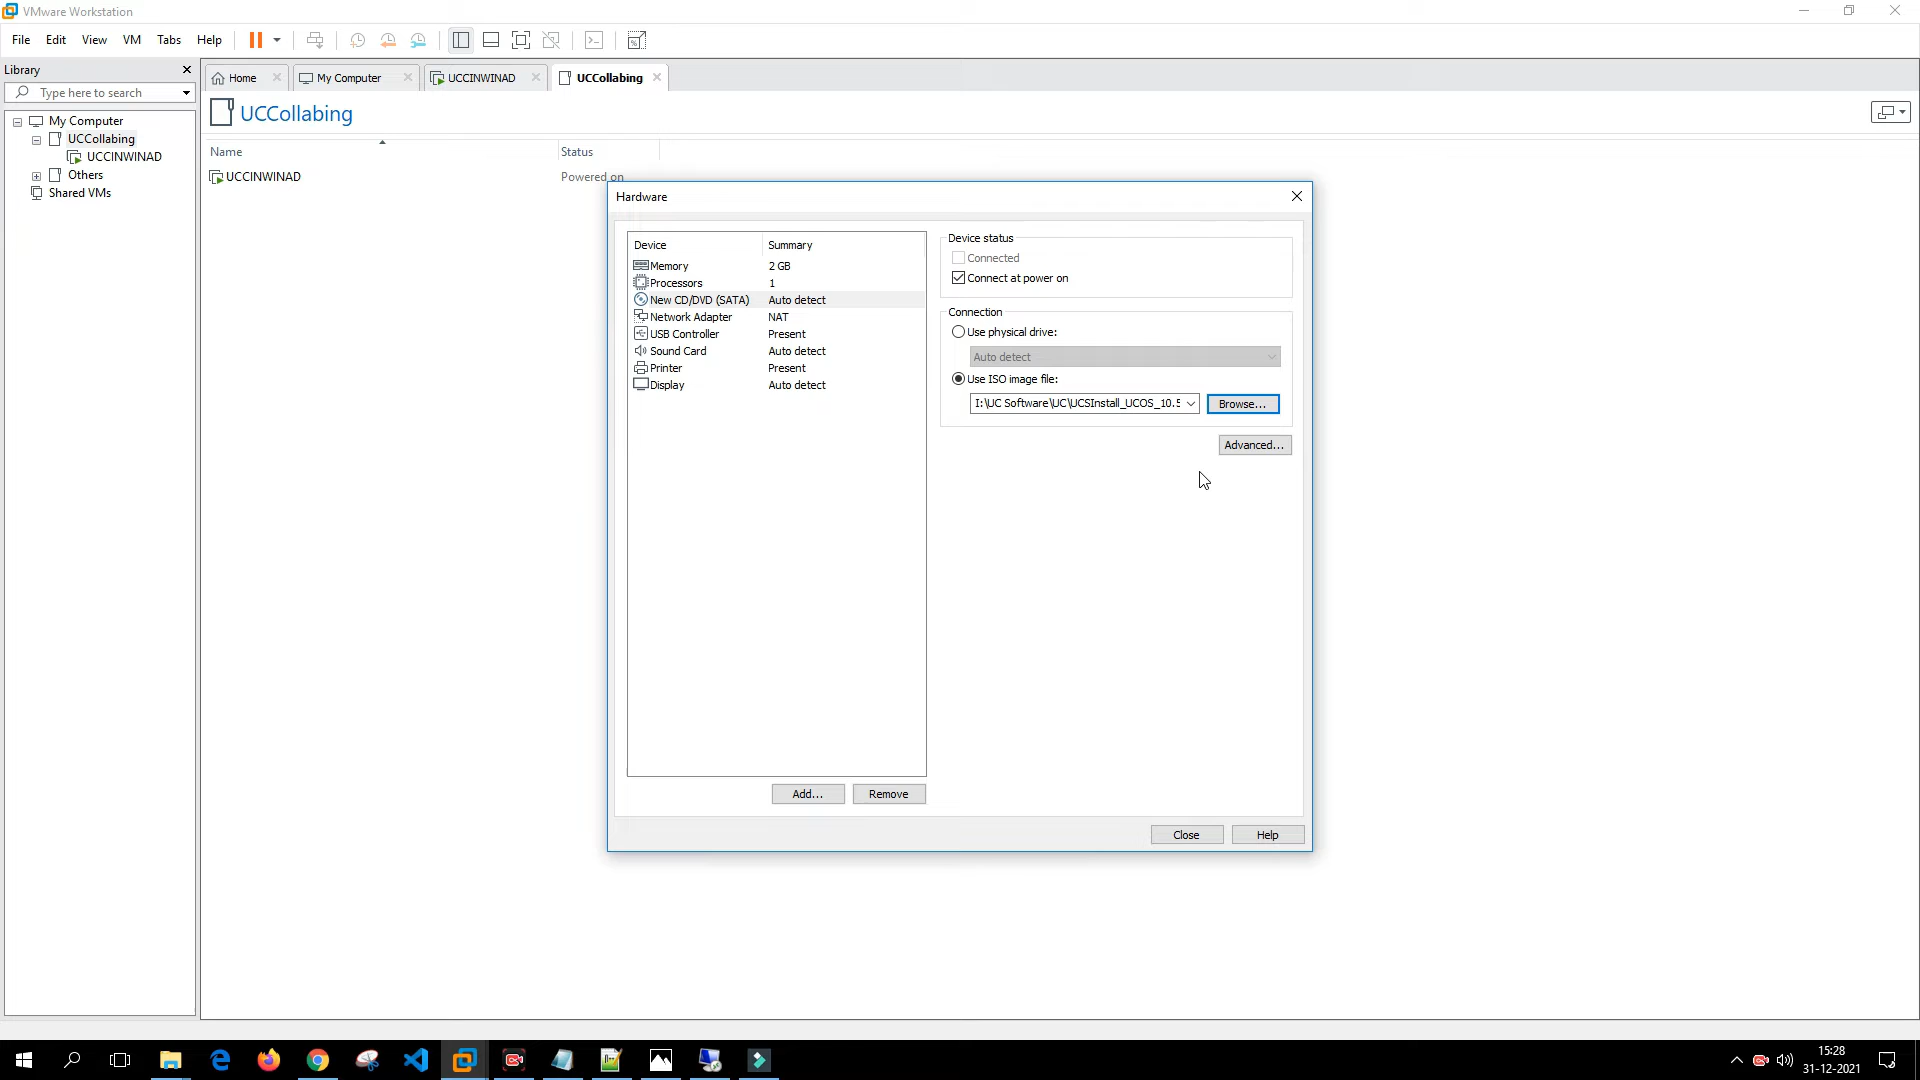 VMware Workstation
File Edit View VM Tabs Help
Library
Type here to search
My Computer
UCCollabing
UCCINWINAD
Others
Shared VMs
Home My Computer UCCINWINAD UCCollabing
UCCollabing
Name Status
UCCINWINAD Powered on
Hardware
Device Summary
Memory 2 GB
Processors 1
New CD/DVD (SATA) Auto detect
Network Adapter NAT
USB Controller Present
Sound Card Auto detect
Printer Present
Display Auto detect
Add... Remove
Device status
Connected
Connect at power on
Connection
Use physical drive:
Auto detect
Use ISO image file:
I:\UC Software\UC\UCSInstall_UCOS_10.5 Browse...
Advanced...
Close Help
15:28
31-12-2021